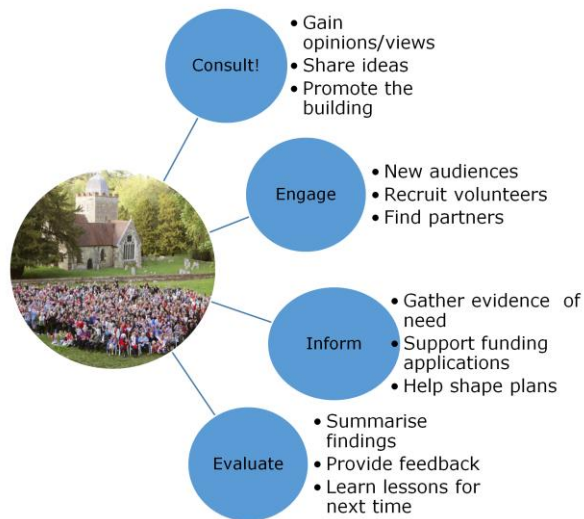 Consult!
• Gain
opinions/views
• Share ideas
• Promote the
building
Engage
• New audiences
• Recruit volunteers
• Find partners
Inform
• Gather evidence of
need
• Support funding
applications
• Help shape plans
Evaluate
• Summarise
findings
• Provide feedback
• Learn lessons for
next time